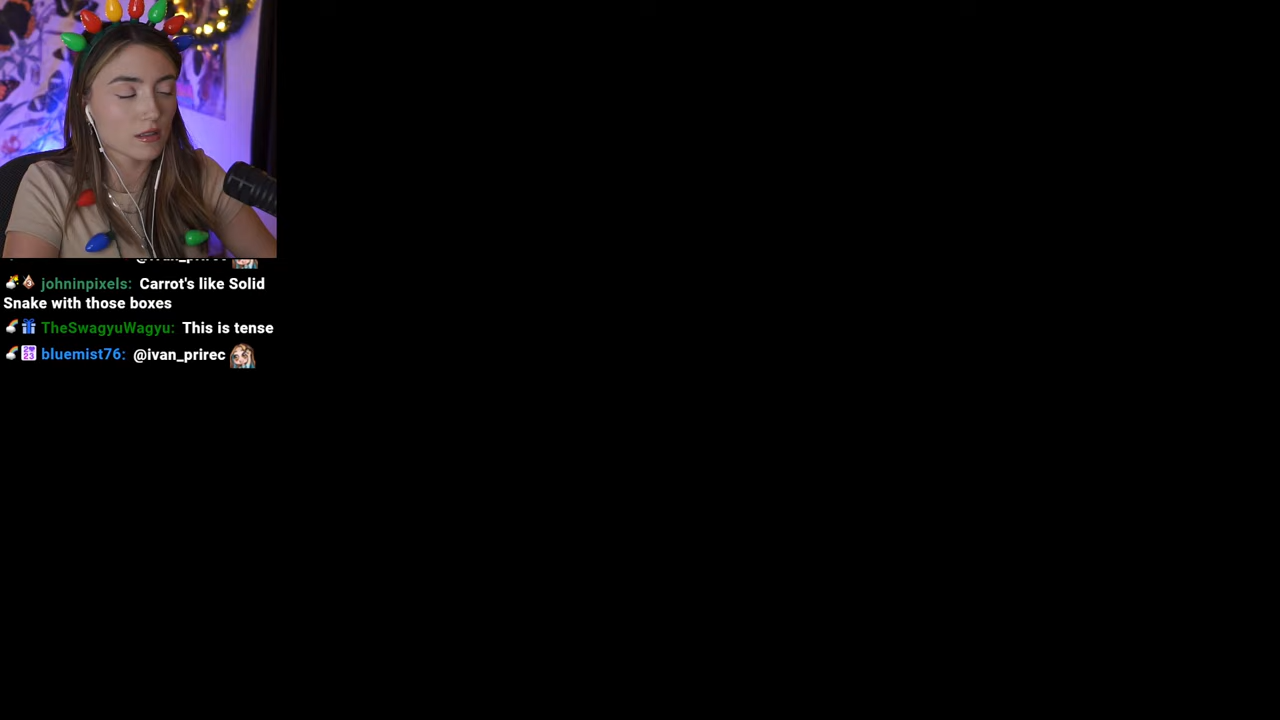 johninpixels: Carrot's like Solid
Snake with those boxes
TheSwagyuWagyu: This is tense
bluemist76: @ivan_prirec